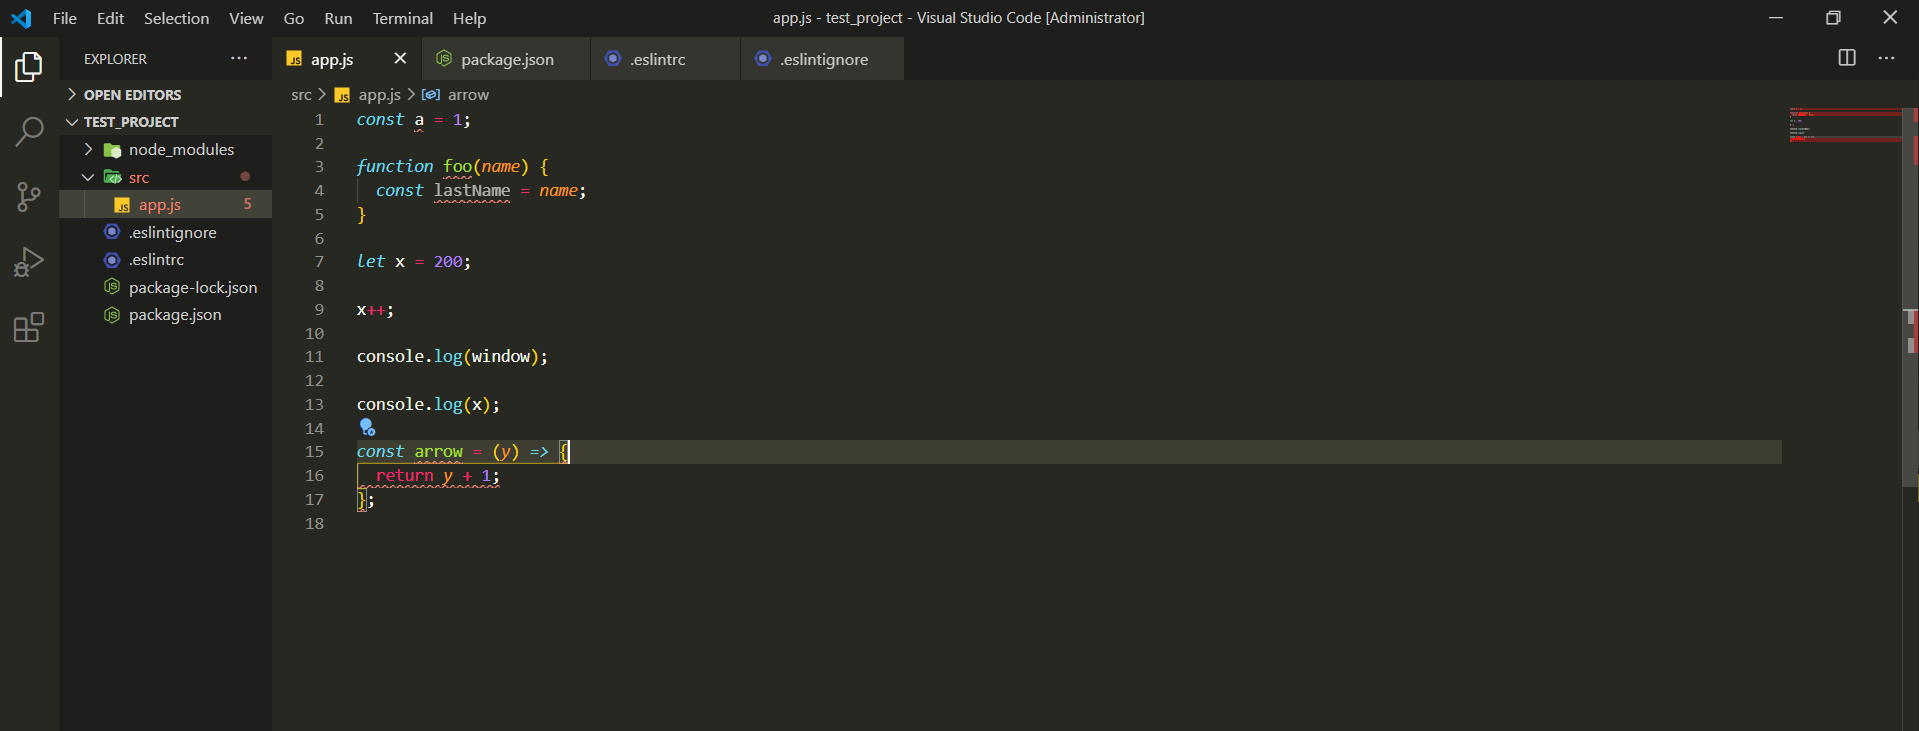 File Edit Selection View Go Run Terminal Help
app.js - test_project - Visual Studio Code [Administrator]
EXPLORER
app.js
package.json
.eslintrc
.eslintignore
OPEN EDITORS
TEST_PROJECT
node_modules
src
app.js 5
.eslintignore
.eslintrc
package-lock.json
package.json
src > app.js > arrow
1 const a = 1;
2
3 function foo(name) {
4 const lastName = name;
5 }
6
7 let x = 200;
8
9 x++;
10
11 console.log(window);
12
13 console.log(x);
14
15 const arrow = (y) => {
16 return y + 1;
17 };
18